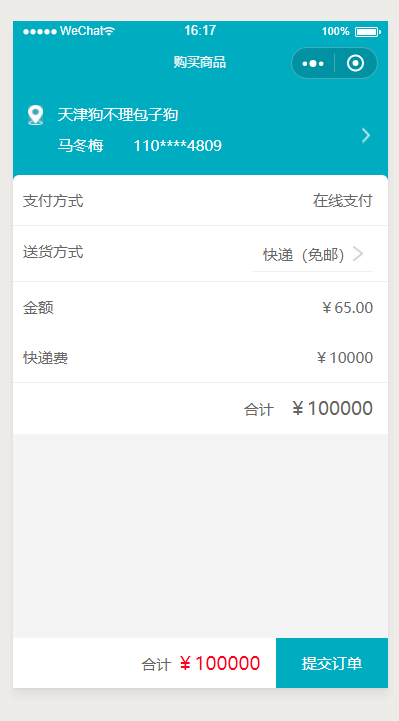 WeChat 16:17 100%
购买商品
天津狗不理包子狗
马冬梅 110****4809
支付方式 在线支付
送货方式 快递（免邮）
金额 ￥65.00
快递费 ￥10000
合计 ￥100000
合计 ￥100000 提交订单